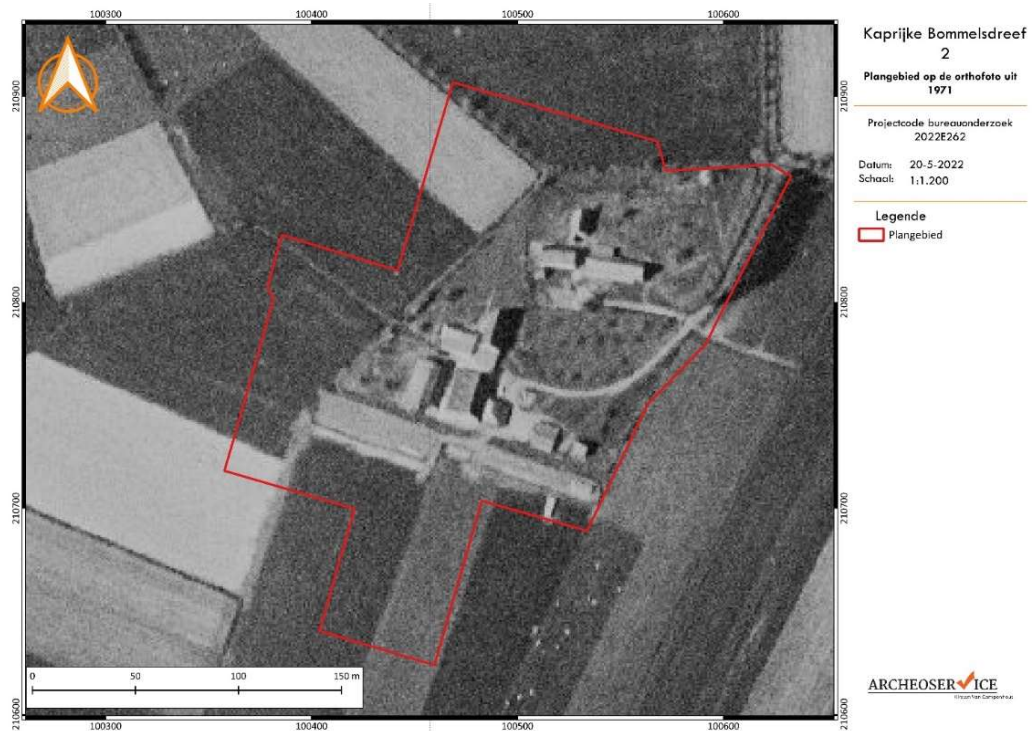 Kaprijke Bommelsdreef
2
Plangebied op de orthofoto uit
1971
Projectcode bureauonderzoek
2022E262
Datum: 20-5-2022
Schaal: 1:1.200
Legende
Plangebied
100300 100400 100500 100600
210900 210900
210800 210800
210700 210700
210600 210600
0 50 100 150 m
100300 100400 100500 100600
ARCHEOSERVICE